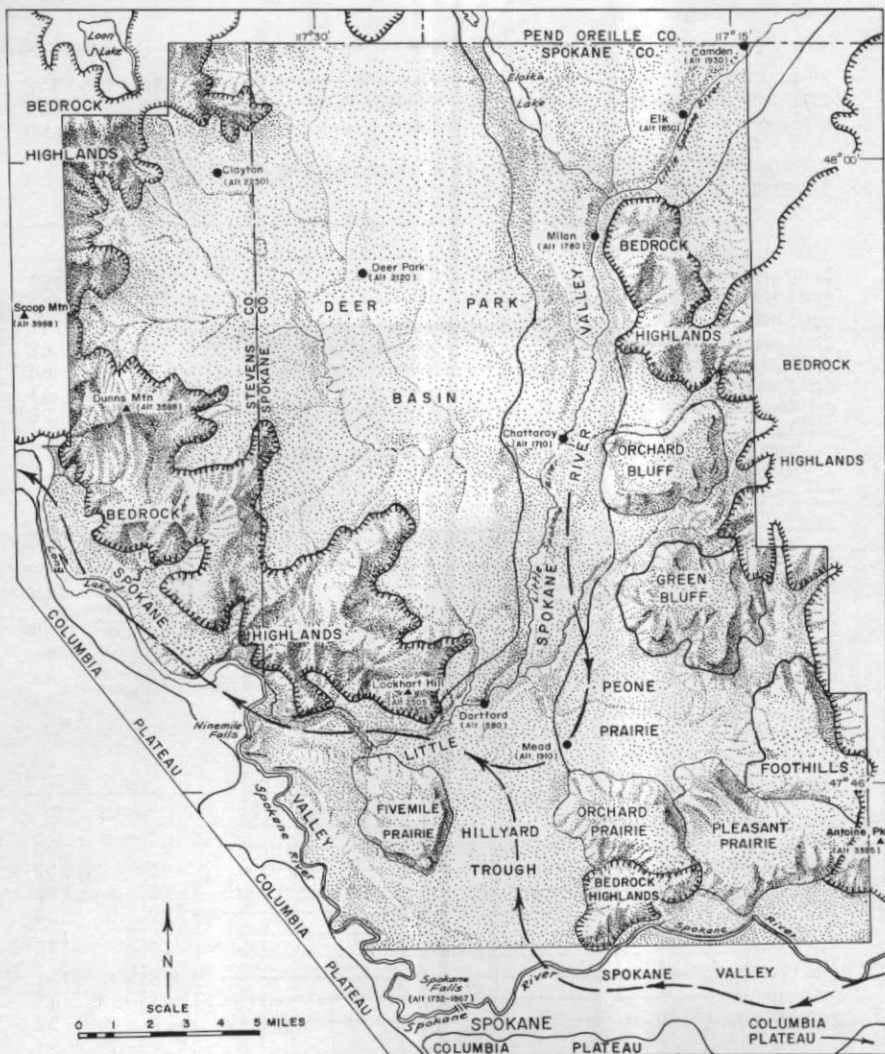 117°30'
117°15'
PEND OREILLE CO.
SPOKANE CO.
Loon
Lake
Camden
(Alt 1930)
Eloika
Lake
Elk
(Alt 1850)
Little Spokane River
BEDROCK
HIGHLANDS
48°00'
Clayton
(Alt 2250)
Milan
(Alt 1780)
BEDROCK
HIGHLANDS
Deer Park
(Alt 2120)
DEER PARK
BASIN
VALLEY
Scoop Mtn
(Alt 3998)
STEVENS CO.
SPOKANE CO.
BEDROCK
HIGHLANDS
Dunns Mtn
(Alt 3588)
Chattaroy
(Alt 1710)
RIVER
ORCHARD
BLUFF
BEDROCK
Little Spokane River
SPOKANE
GREEN
BLUFF
Long
Lake
SPOKANE
HIGHLANDS
COLUMBIA
PLATEAU
Lockhart Hill
(Alt 2505)
Dartford
(Alt 1580)
PEONE
PRAIRIE
Ninemile
Falls
LITTLE
Mead
(Alt 1910)
FOOTHILLS
47°46'
VALLEY
Spokane
River
FIVEMILE
PRAIRIE
HILLYARD
TROUGH
ORCHARD
PRAIRIE
PLEASANT
PRAIRIE
Antoine Pk
(Alt 3385)
BEDROCK
HIGHLANDS
COLUMBIA
PLATEAU
Spokane River
N
SCALE
0 1 2 3 4 5 MILES
Spokane
Falls
(Alt 1732-1867)
River
Spokane
SPOKANE VALLEY
SPOKANE
COLUMBIA PLATEAU
COLUMBIA
PLATEAU